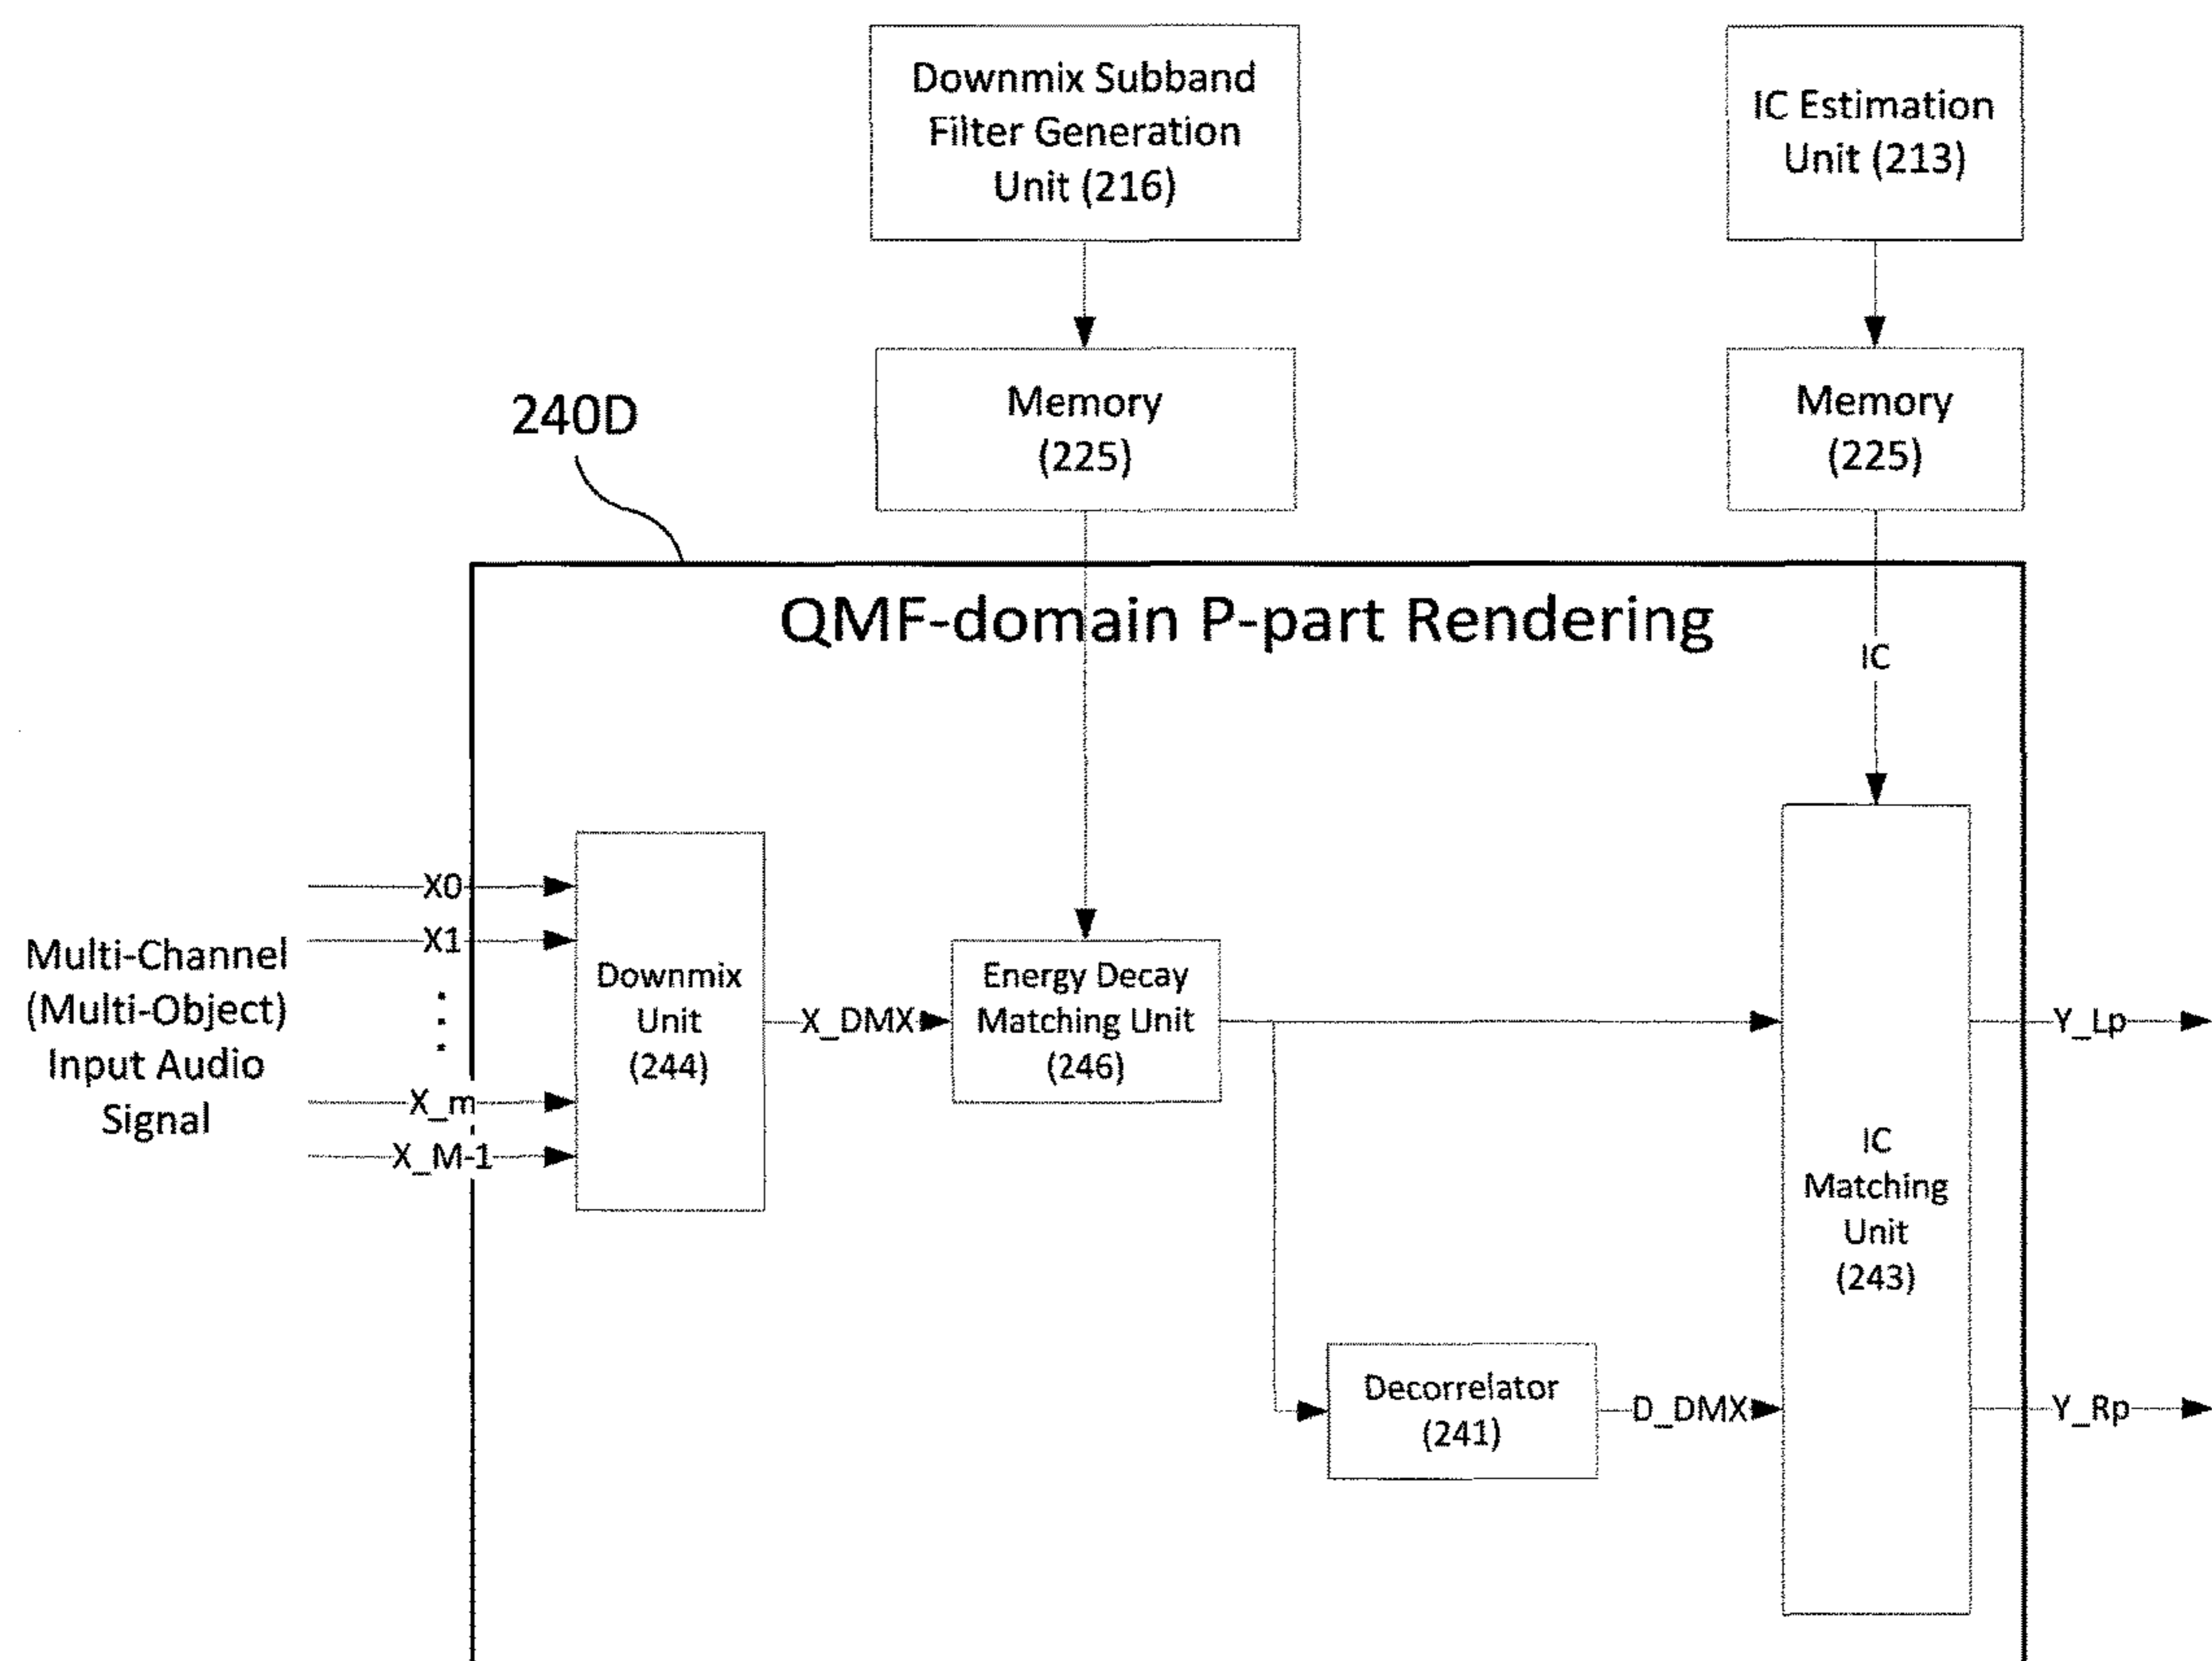 Downmix Subband
Filter Generation
Unit (216)
IC Estimation
Unit (213)
Memory
(225)
Memory
(225)
240D
QMF-domain P-part Rendering
IC
Multi-Channel
(Multi-Object)
Input Audio
Signal
X0
X1
X_m
X_M-1
Downmix
Unit
(244)
X_DMX
Energy Decay
Matching Unit
(246)
Decorrelator
(241)
D_DMX
IC
Matching
Unit
(243)
Y_Lp
Y_Rp